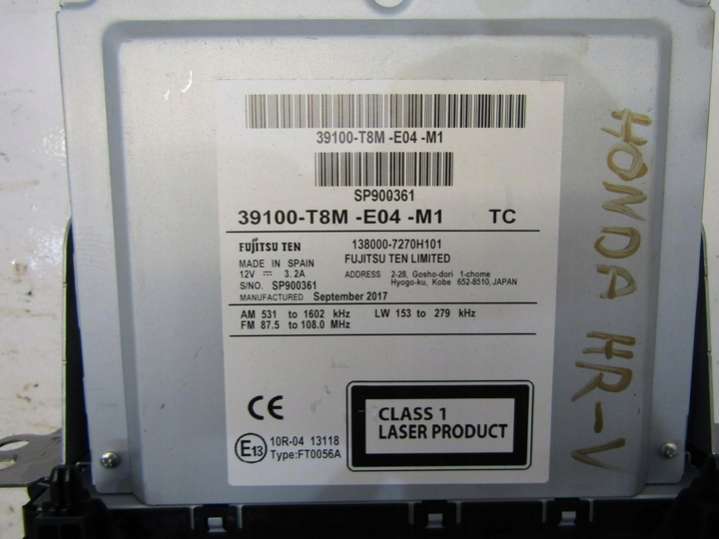 39100-T8M -E04 -M1
SP900361
39100-T8M -E04 -M1 TC
FUJITSU TEN 138000-7270H101
MADE IN SPAIN FUJITSU TEN LIMITED
12V ⎓ 3.2A ADDRESS 2-28, Gosho-dori 1-chome
S/NO. SP900361 Hyogo-ku, Kobe 652-8510, JAPAN
MANUFACTURED September 2017
AM 531 to 1602 kHz LW 153 to 279 kHz
FM 87.5 to 108.0 MHz
CE
CLASS 1
LASER PRODUCT
E13 10R-04 13118
Type:FT0056A
HONDA HR-V